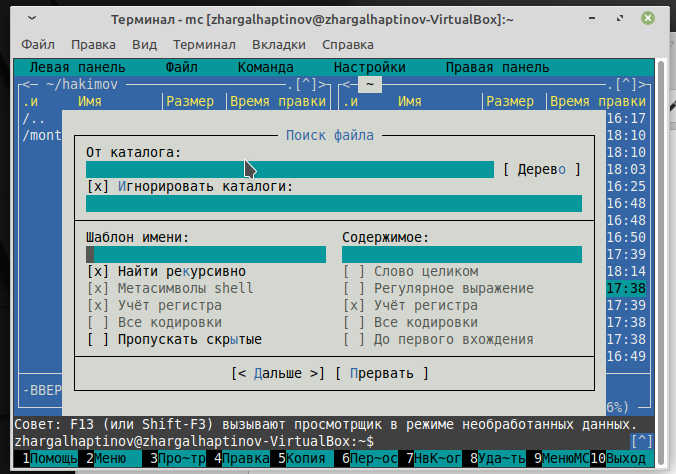 Терминал - mc [zhargalhaptinov@zhargalhaptinov-VirtualBox]:~
Файл Правка Вид Терминал Вкладки Справка
Левая панель Файл Команда Настройки Правая панель
<— ~/hakimov .[^]> <— ~ .[^]>
.и Имя Размер Время правки .и Имя Размер Время правки
/.. 16:17
/mont 18:10
Поиск файла
18:10
От каталога:
18:03
[ Дерево ]
[x] Игнорировать каталоги: 16:25
16:48
16:48
Шаблон имени: Содержимое: 16:50
17:39
[x] Найти рекурсивно [ ] Слово целиком 18:14
[x] Метасимволы shell [ ] Регулярное выражение 17:38
[x] Учёт регистра [x] Учёт регистра 17:39
[ ] Все кодировки [ ] Все кодировки 17:38
[ ] Пропускать скрытые [ ] До первого вхождения 17:38
16:49
[< Дальше >] [ Прервать ]
-ВВЕР 6%)
Совет: F13 (или Shift-F3) вызывают просмотрщик в режиме необработанных данных.
zhargalhaptinov@zhargalhaptinov-VirtualBox:~$ [^]
1Помощь 2Меню 3Про~тр 4Правка 5Копия 6Пер~ос 7НвК~ог 8Уда~ть 9МенюМС 10Выход